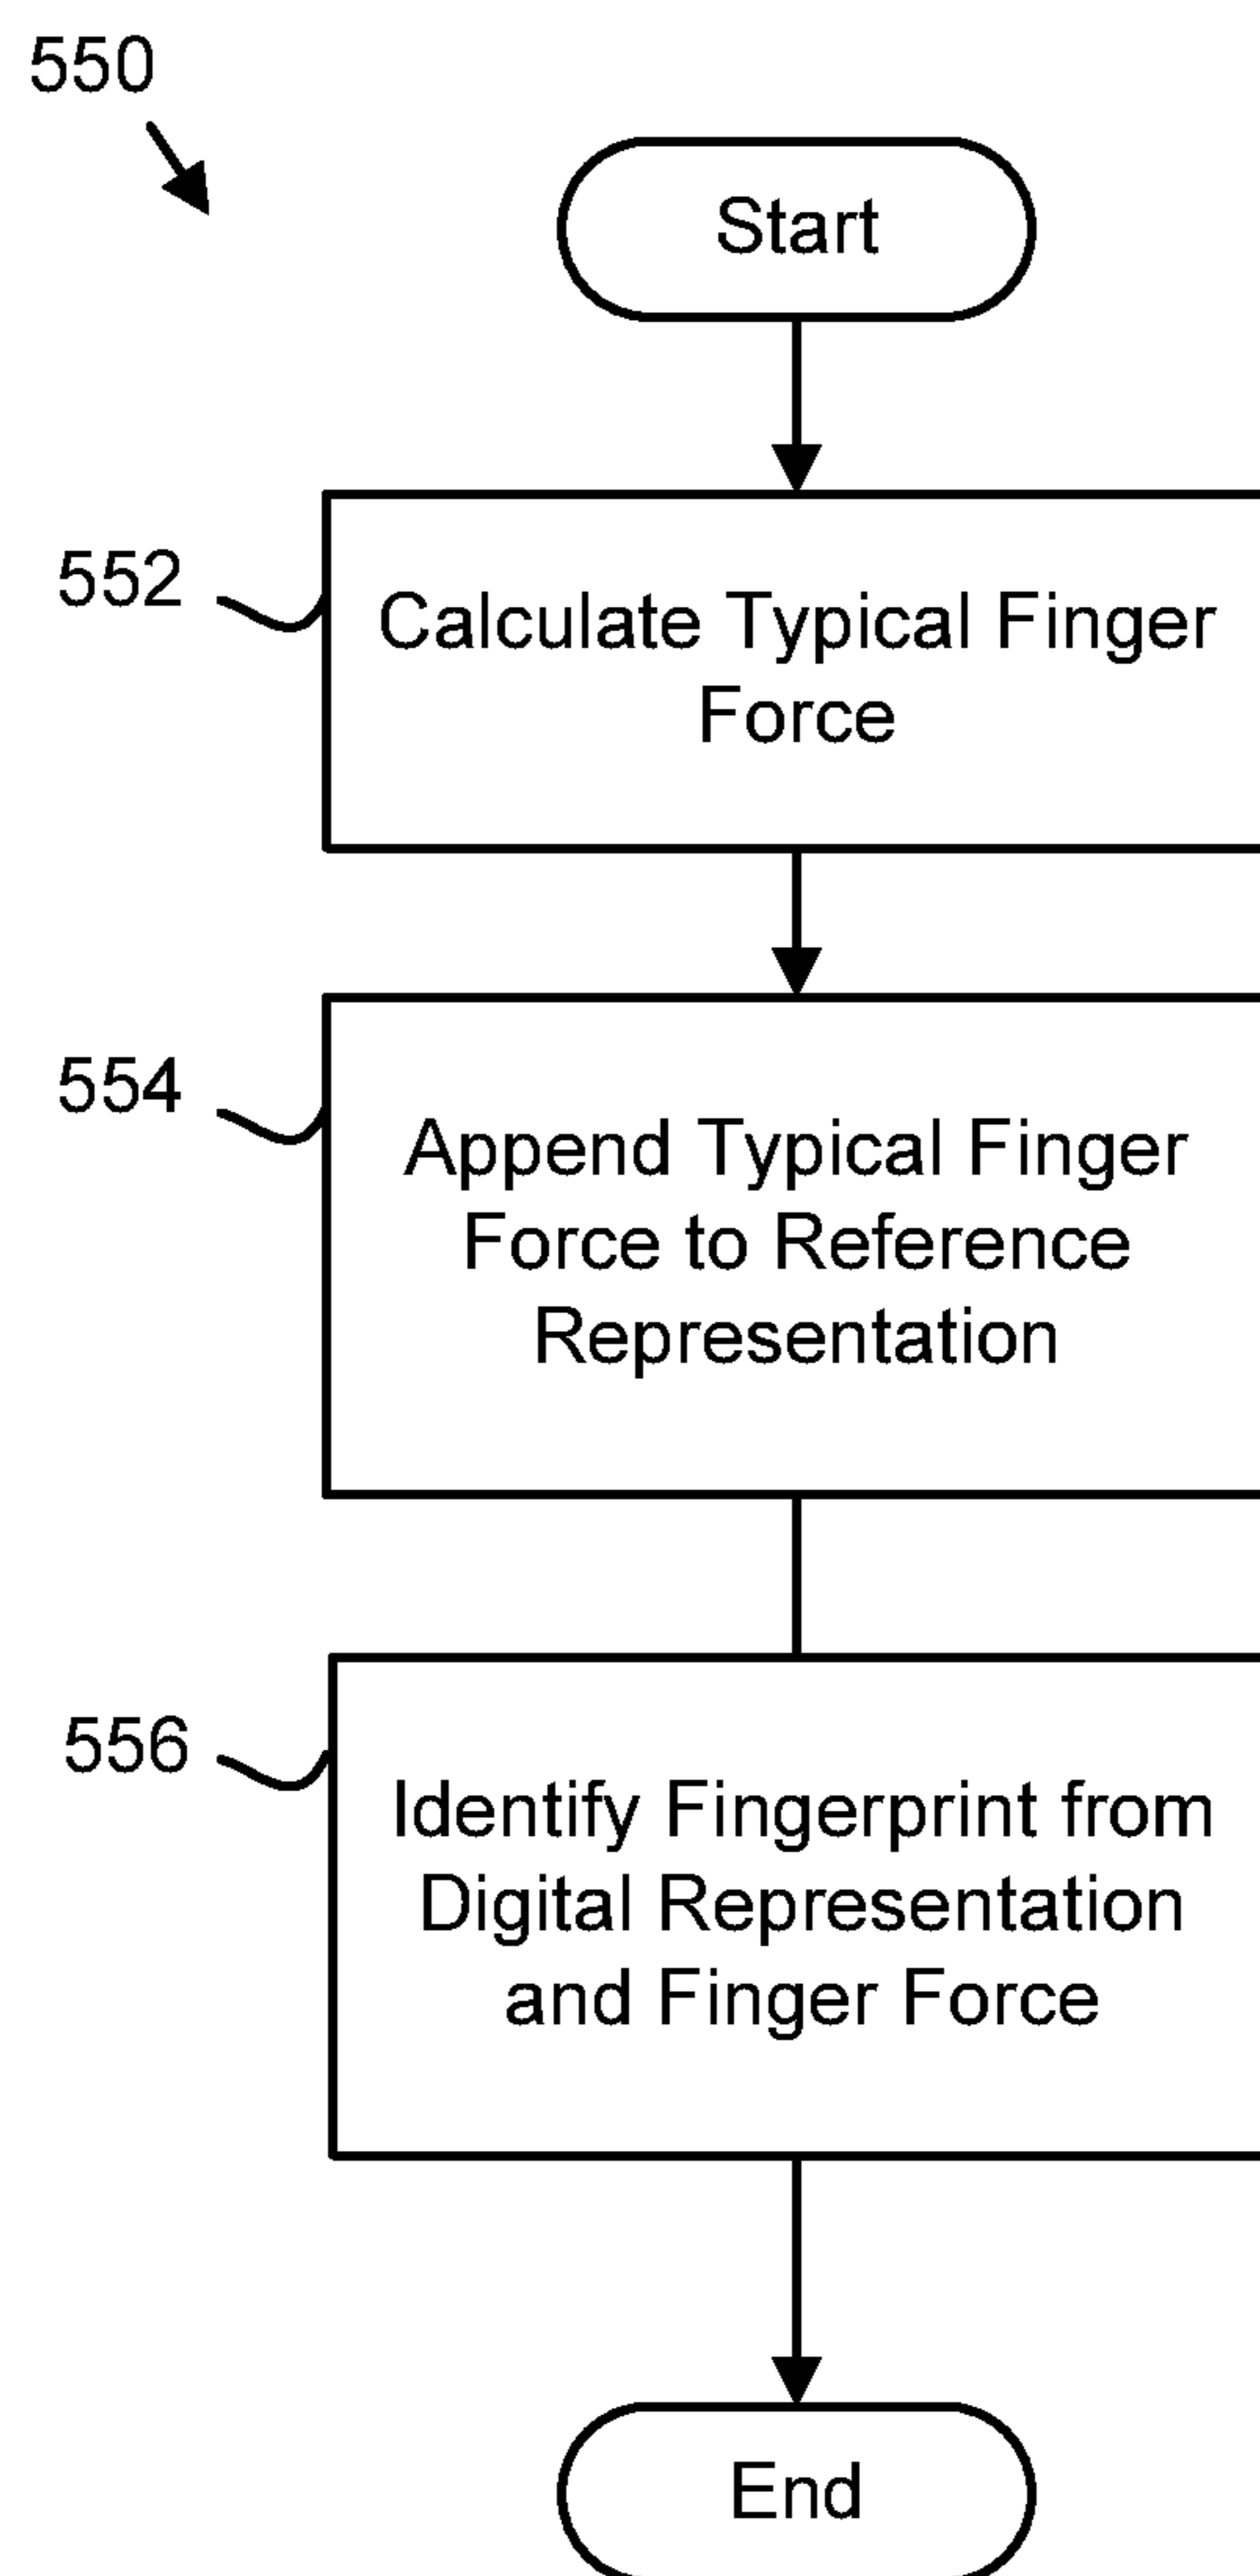 550
Start
552
Calculate Typical Finger
Force
554
Append Typical Finger
Force to Reference
Representation
556
Identify Fingerprint from
Digital Representation
and Finger Force
End